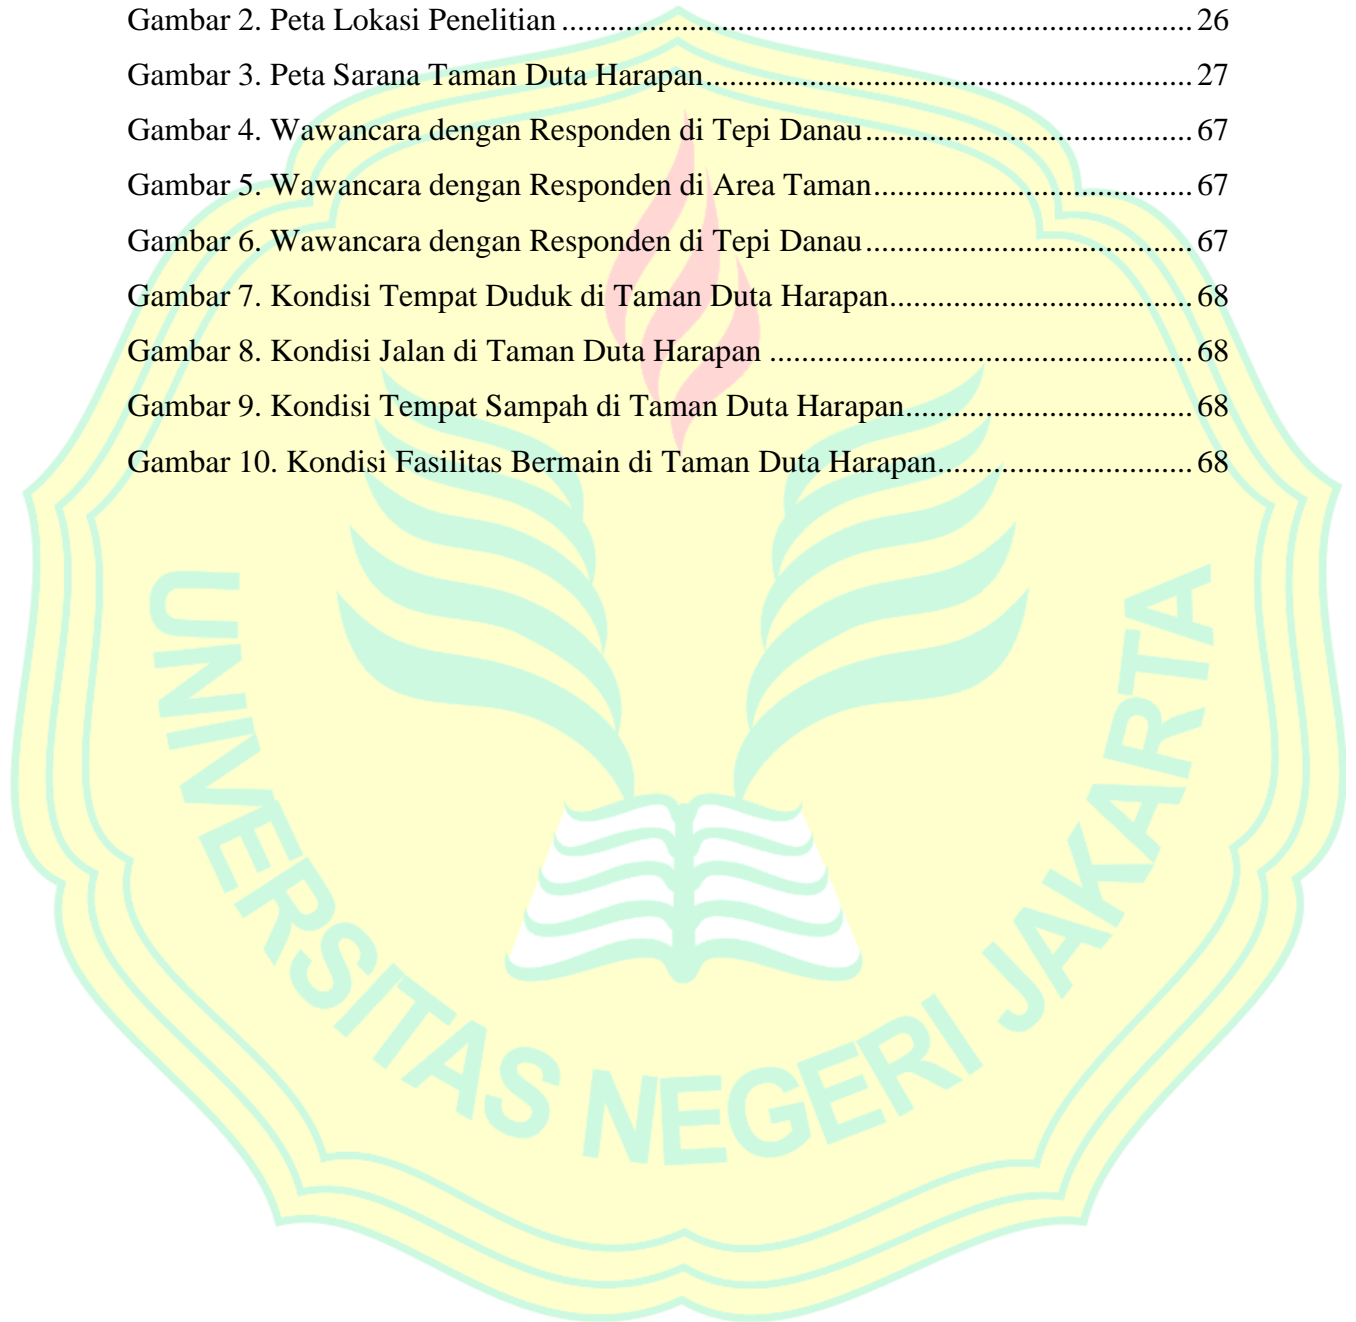 Gambar 2. Peta Lokasi Penelitian ................................................................................ 26
Gambar 3. Peta Sarana Taman Duta Harapan.............................................................. 27
Gambar 4. Wawancara dengan Responden di Tepi Danau.......................................... 67
Gambar 5. Wawancara dengan Responden di Area Taman......................................... 67
Gambar 6. Wawancara dengan Responden di Tepi Danau.......................................... 67
Gambar 7. Kondisi Tempat Duduk di Taman Duta Harapan....................................... 68
Gambar 8. Kondisi Jalan di Taman Duta Harapan ...................................................... 68
Gambar 9. Kondisi Tempat Sampah di Taman Duta Harapan..................................... 68
Gambar 10. Kondisi Fasilitas Bermain di Taman Duta Harapan................................. 68
UNIVERSITAS NEGERI JAKARTA